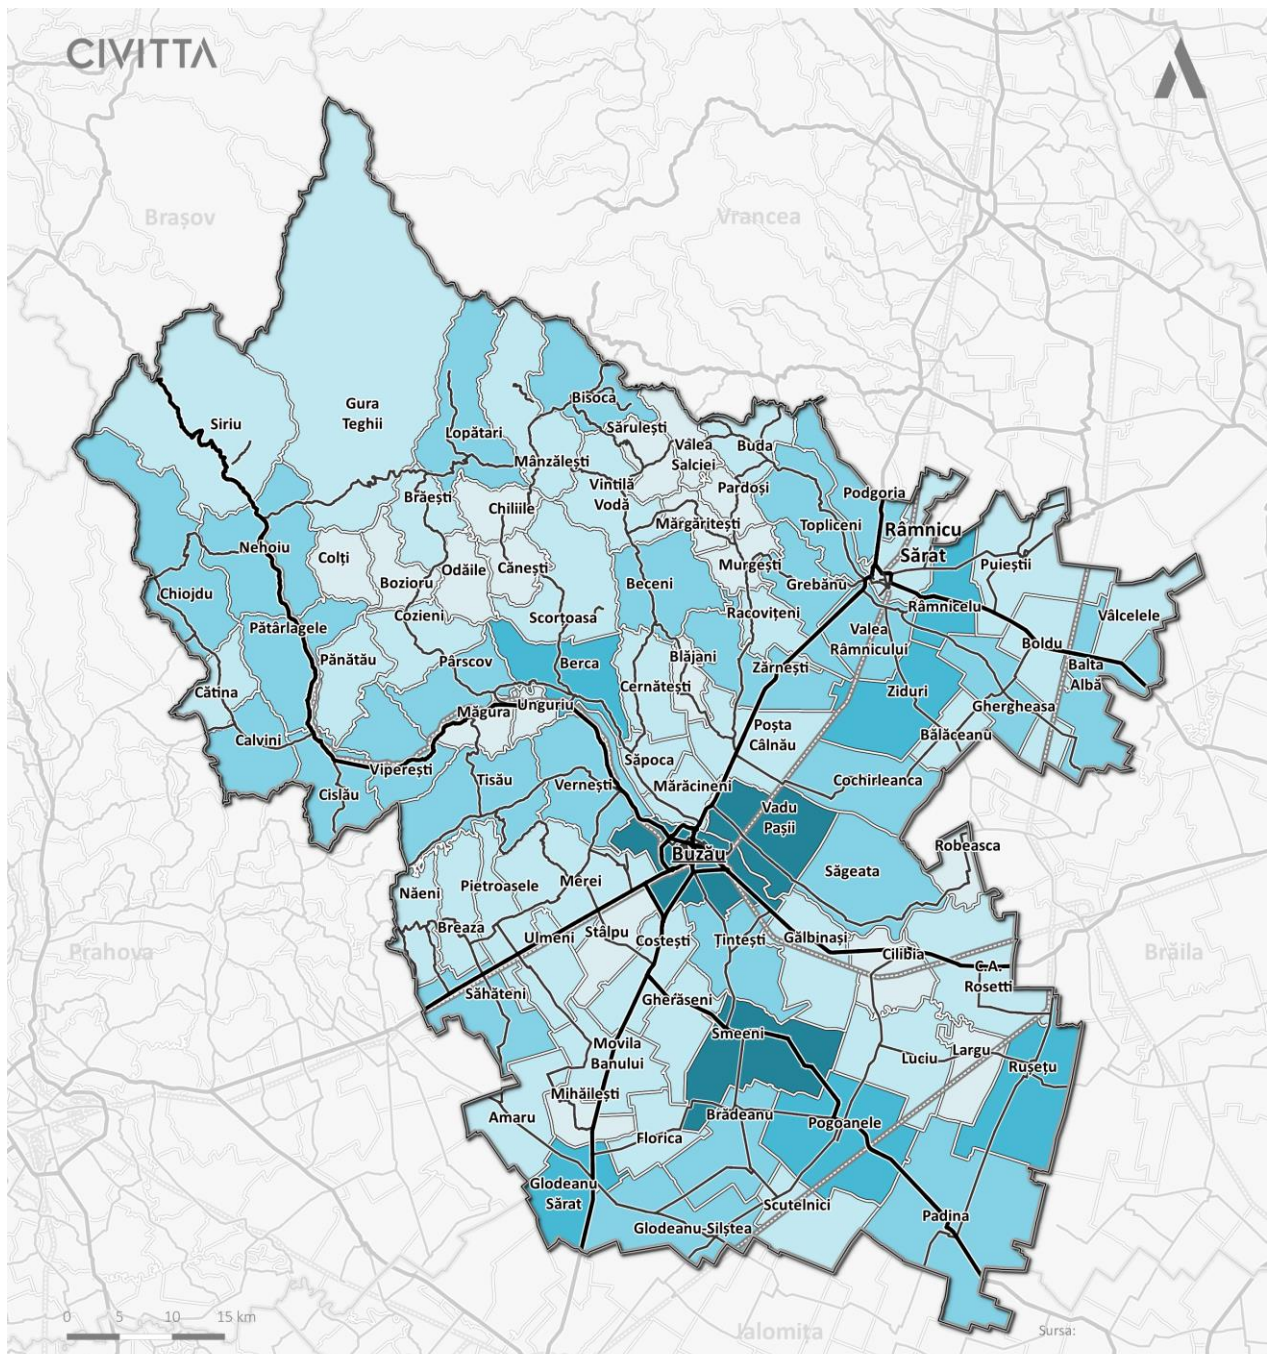 CIVITTA
Brașov
Vrancea
Gura
Teghii
Siriu
Bisoca
Lopătari
Sărulești
Mânzălești
Valea
Salciei
Buda
Vintilă
Vodă
Pardoși
Podgoria
Brăești
Chiliile
Mărgăritești
Topliceni
Râmnicu
Sărat
Nehoiu
Colți
Odăile
Cănești
Murgești
Puieștii
Chiojdu
Bozioru
Beceni
Grebănu
Râmnicelu
Vâlcelele
Cozieni
Scorțoasa
Racovițeni
Pătârlagele
Valea
Râmnicului
Boldu
Pănătău
Pârscov
Berca
Blăjani
Zărnești
Balta
Albă
Cătina
Cernătești
Ziduri
Unguriu
Măgura
Ghergheasa
Calvini
Poșta
Câlnău
Bălăceanu
Viperești
Săpoca
Cislău
Tisău
Vernești
Mărăcineni
Cochirleanca
Vadu
Pașii
Buzău
Robeasca
Săgeata
Năeni
Pietroasele
Merei
Breaza
Ulmeni
Stâlpu
Costești
Țintești
Gălbinași
Prahova
Cilibia
Brăila
C.A.
Rosetti
Săhăteni
Gherăseni
Smeeni
Movila
Banului
Luciu
Largu
Rușețu
Mihăilești
Amaru
Brădeanu
Pogoanele
Florica
Glodeanu
Sărat
Scutelnici
Padina
Glodeanu-Siliștea
0 5 10 15 km
Ialomița
Sursa: